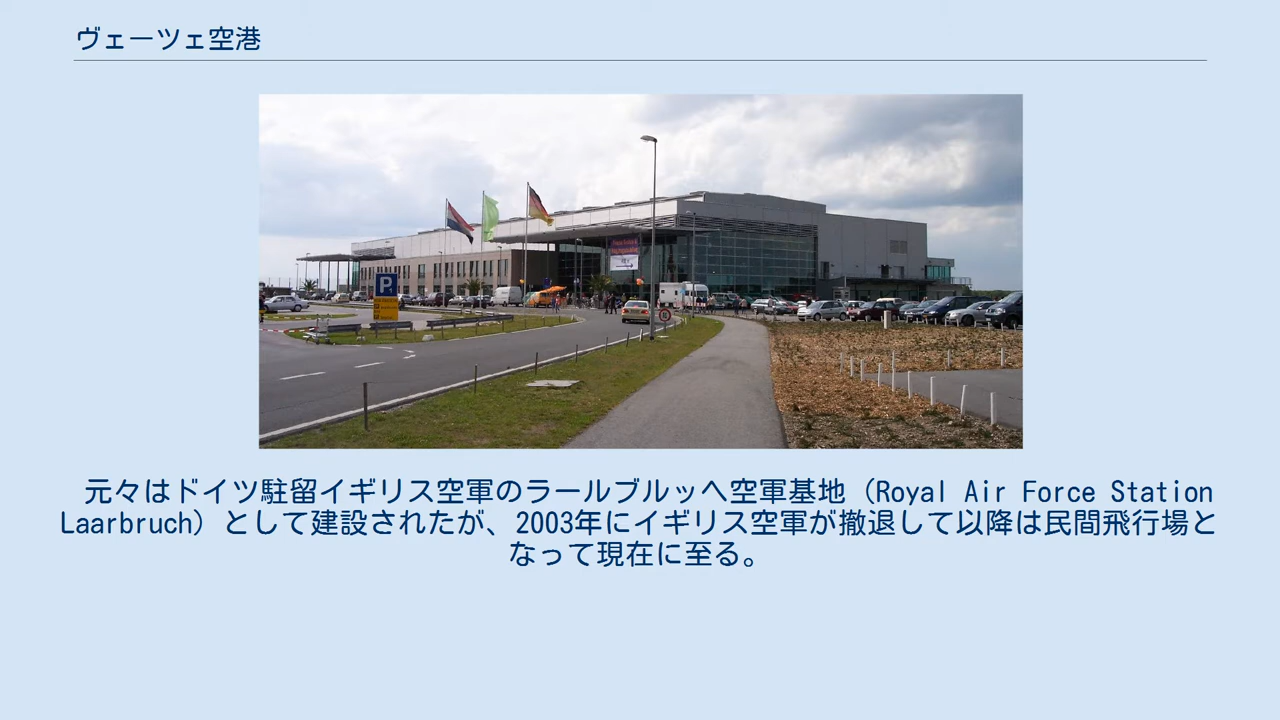 ヴェーツェ空港
P
元々はドイツ駐留イギリス空軍のラールブルッヘ空軍基地（Royal Air Force Station
Laarbruch）として建設されたが、2003年にイギリス空軍が撤退して以降は民間飛行場と
なって現在に至る。